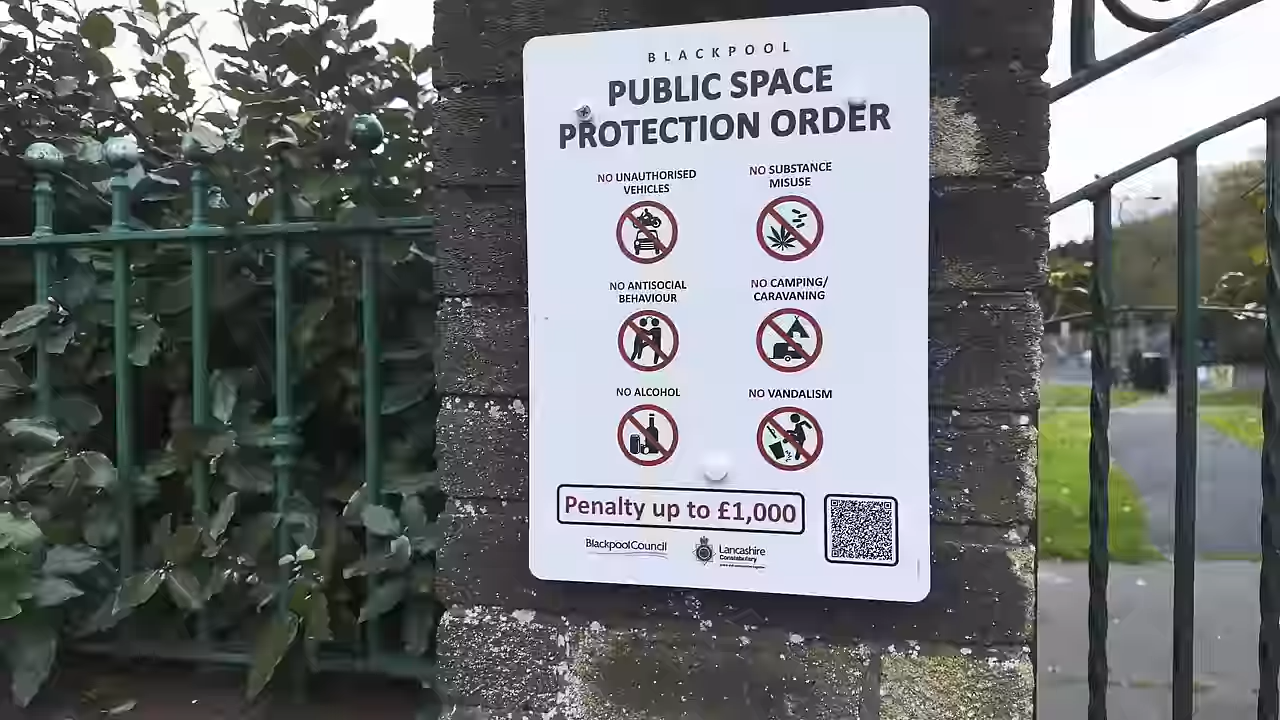 BLACKPOOL
PUBLIC SPACE
PROTECTION ORDER
NO UNAUTHORISED
VEHICLES
NO SUBSTANCE
MISUSE
NO ANTISOCIAL
BEHAVIOUR
NO CAMPING/
CARAVANING
NO ALCOHOL
NO VANDALISM
Penalty up to £1,000
BlackpoolCouncil
Lancashire
Constabulary